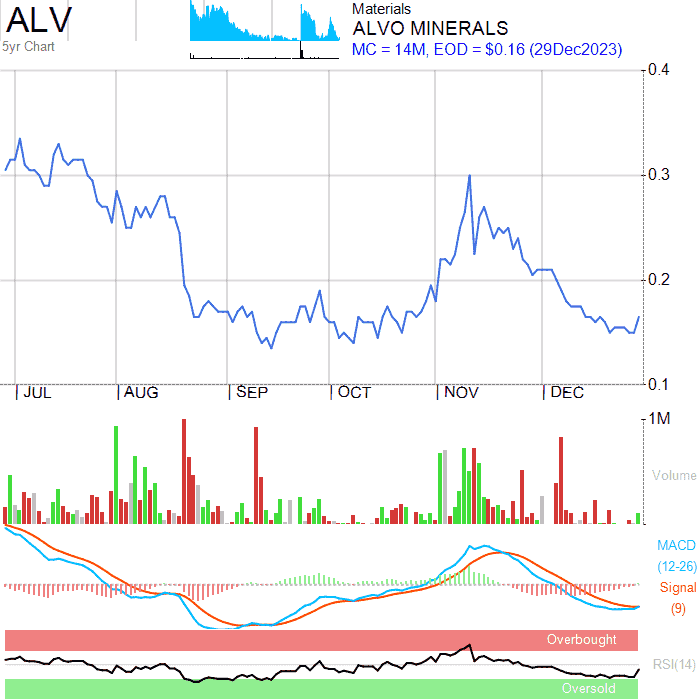 ALV
5yr Chart
Materials
ALVO MINERALS
MC = 14M, EOD = $0.16 (29Dec2023)
0.4
0.3
0.2
0.1
JUL
AUG
SEP
OCT
NOV
DEC
1M
Volume
MACD
(12-26)
Signal
(9)
Overbought
RSI(14)
Oversold